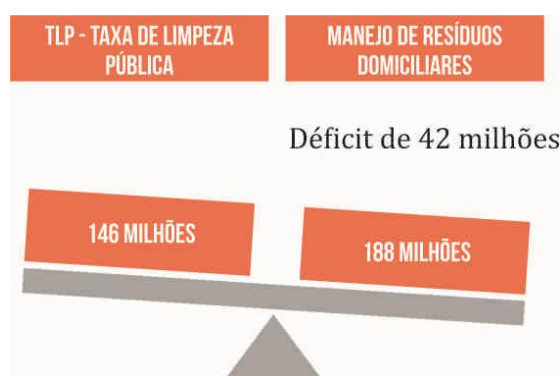 TLP - TAXA DE LIMPEZA
PÚBLICA
MANEJO DE RESÍDUOS
DOMICILIARES
Déficit de 42 milhões
146 MILHÕES
188 MILHÕES